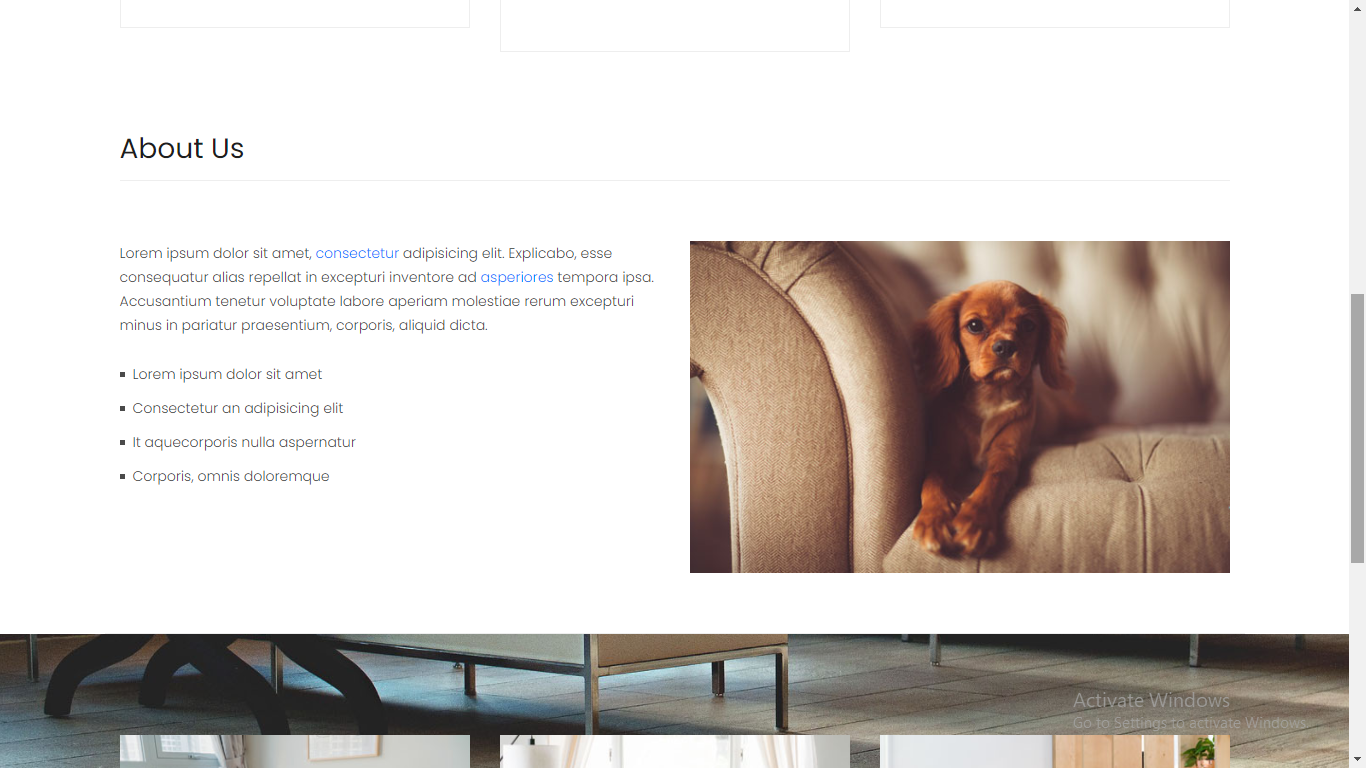 About Us
Lorem ipsum dolor sit amet, consectetur adipisicing elit. Explicabo, esse
consequatur alias repellat in excepturi inventore ad asperiores tempora ipsa.
Accusantium tenetur voluptate labore aperiam molestiae rerum excepturi
minus in pariatur praesentium, corporis, aliquid dicta.
Lorem ipsum dolor sit amet
Consectetur an adipisicing elit
It aquecorporis nulla aspernatur
Corporis, omnis doloremque
Activate Windows
Go to Settings to activate Windows.